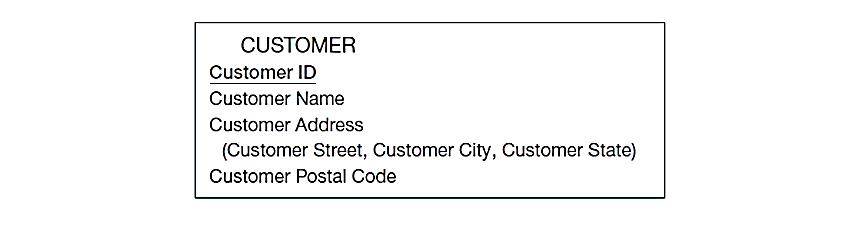 CUSTOMER
Customer ID
Customer Name
Customer Address
(Customer Street, Customer City, Customer State)
Customer Postal Code